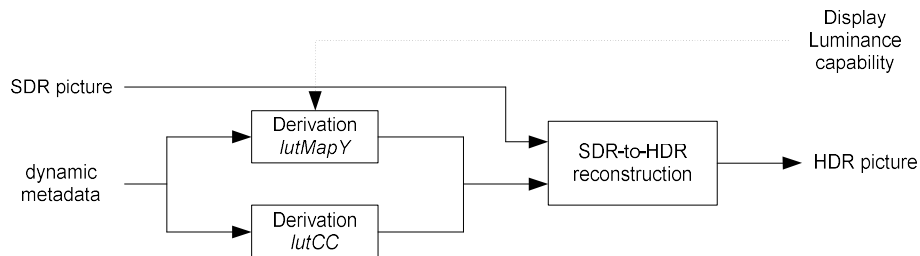 Display
Luminance
capability
SDR picture
Derivation
lutMapY
dynamic
metadata
SDR-to-HDR
reconstruction
HDR picture
Derivation
lutCC